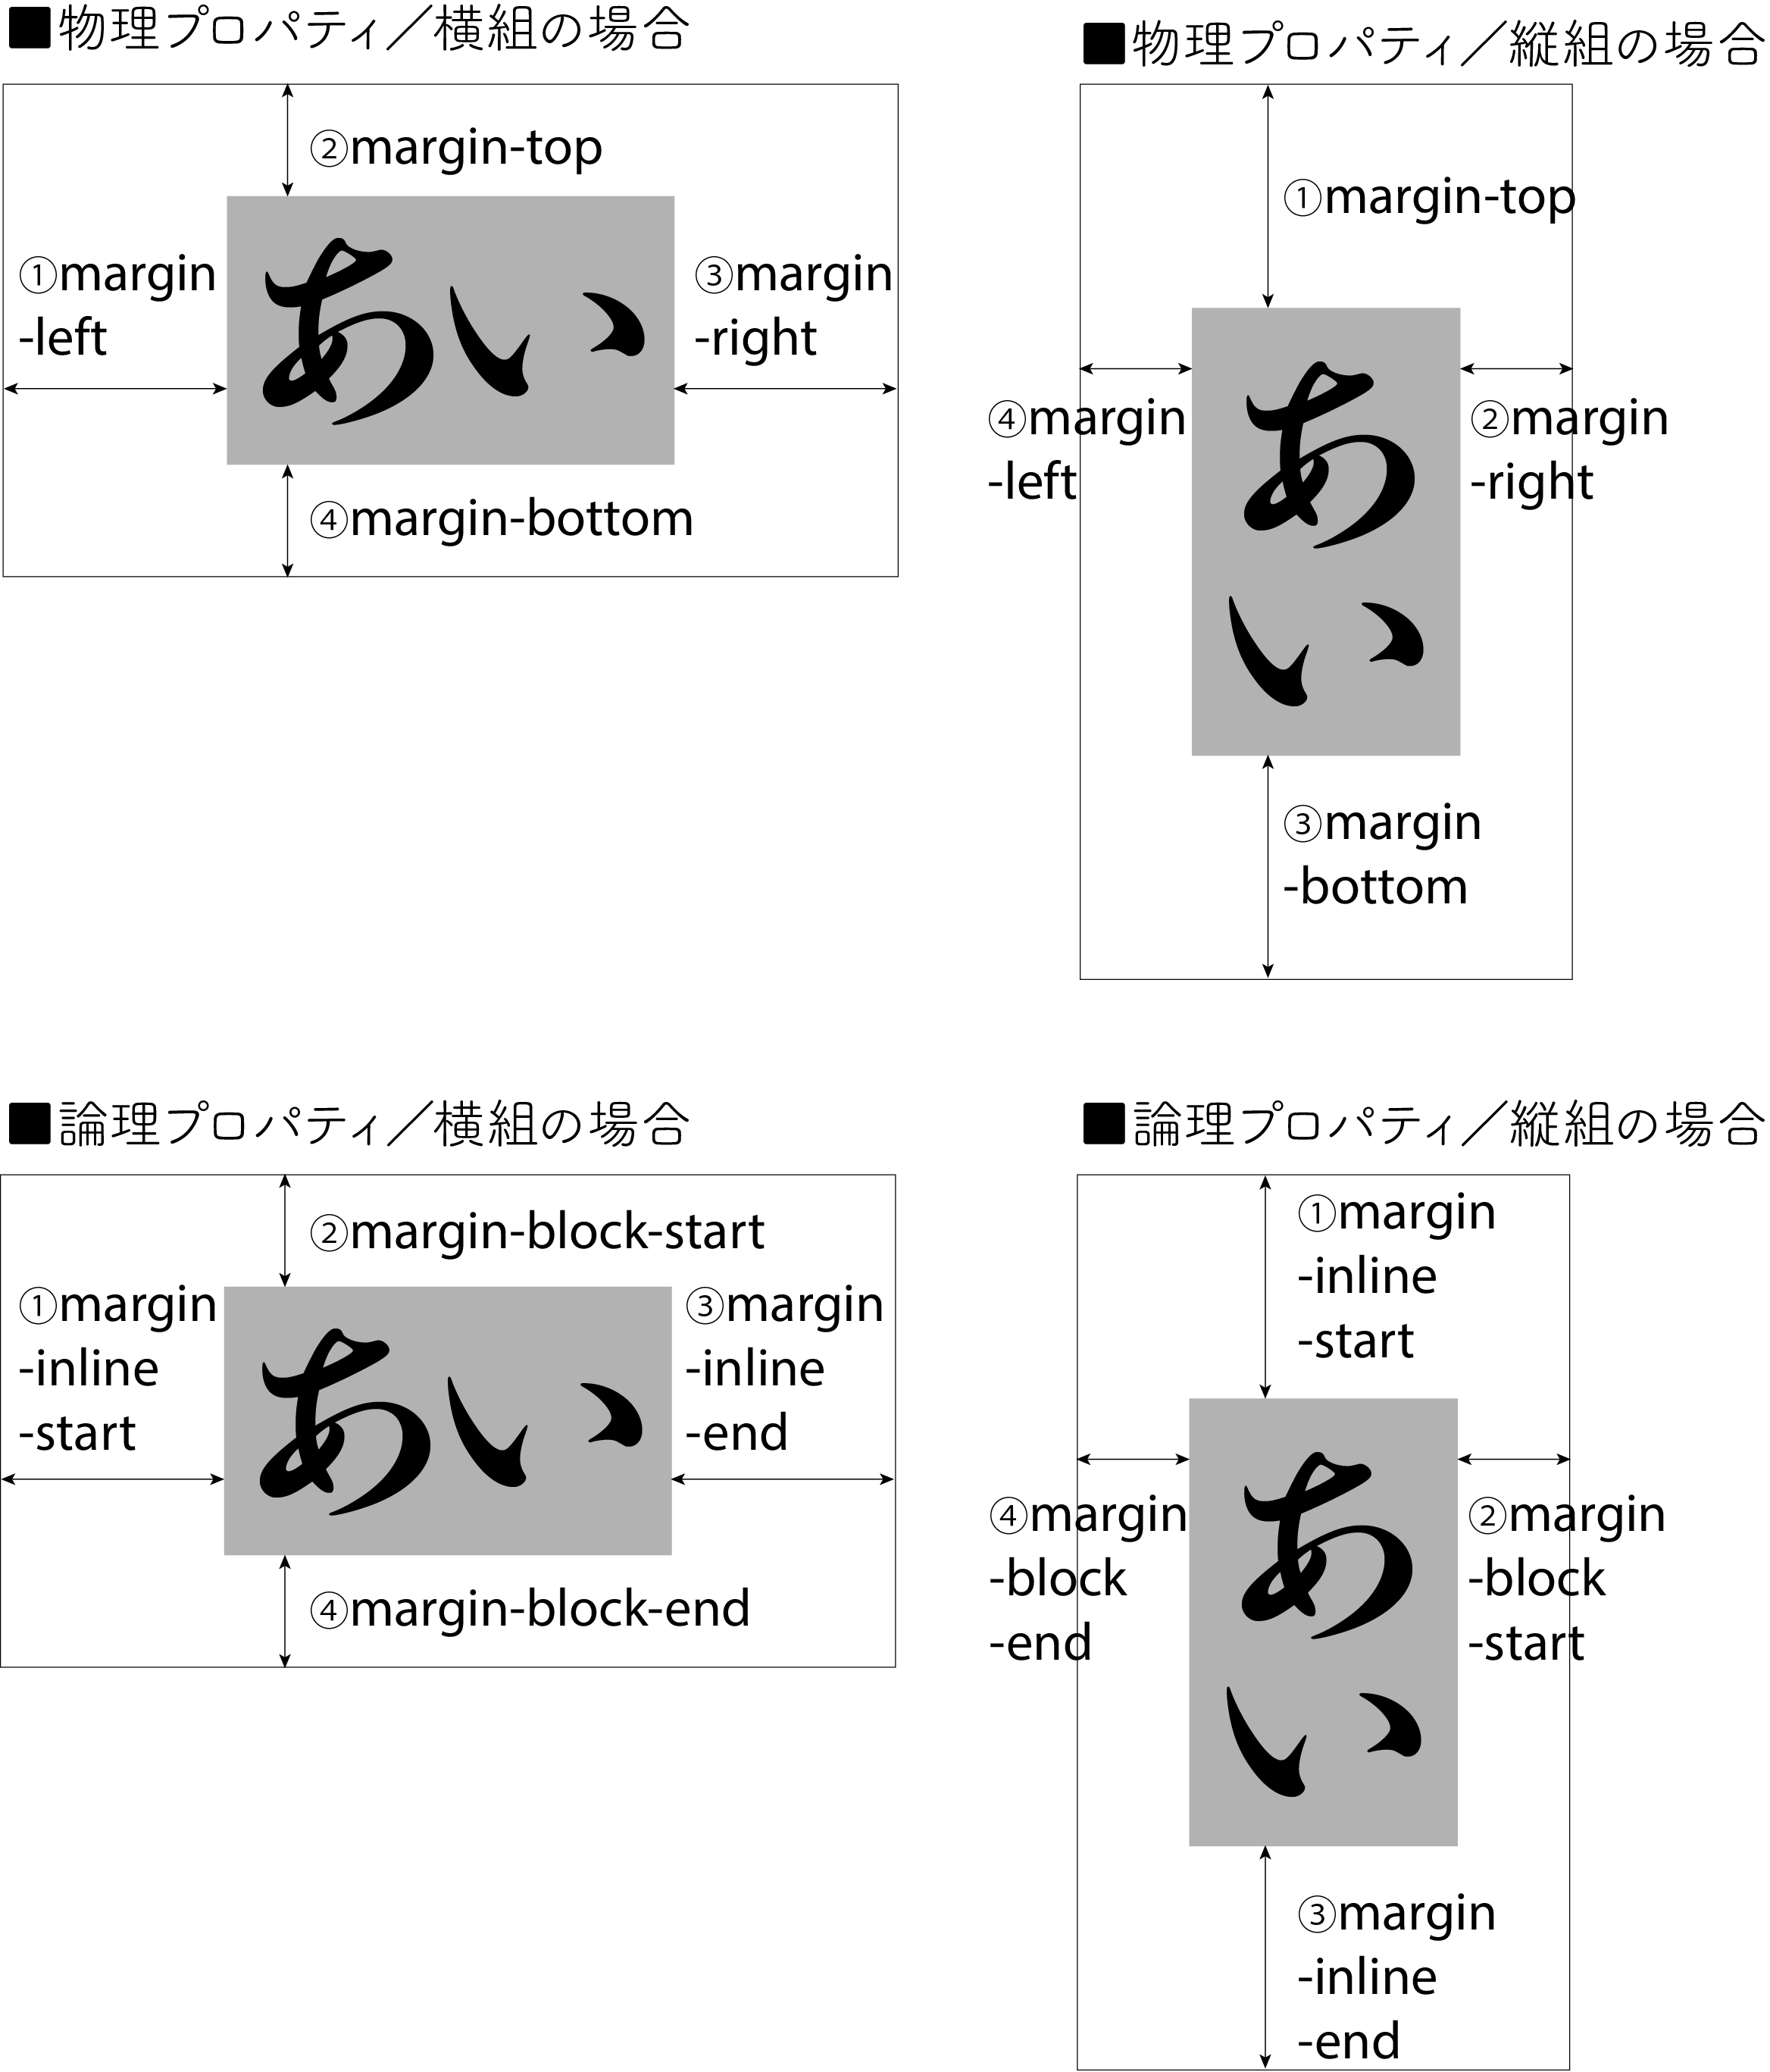 ■物理プロパティ／横組の場合
②margin-top
①margin
-left
あい
③margin
-right
④margin-bottom
■物理プロパティ／縦組の場合
①margin-top
④margin
-left
あい
②margin
-right
③margin
-bottom
■論理プロパティ／横組の場合
②margin-block-start
①margin
-inline
-start
あい
③margin
-inline
-end
④margin-block-end
■論理プロパティ／縦組の場合
①margin
-inline
-start
④margin
-block
-end
あい
②margin
-block
-start
③margin
-inline
-end